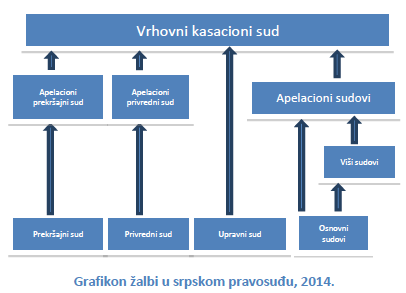 Vrhovni kasacioni sud
Apelacioni
prekršajni sud
Apelacioni
privredni sud
Apelacioni sudovi
Viši sudovi
Prekršajni sud
Privredni sud
Upravni sud
Osnovni
sudovi
Grafikon žalbi u srpskom pravosuđu, 2014.